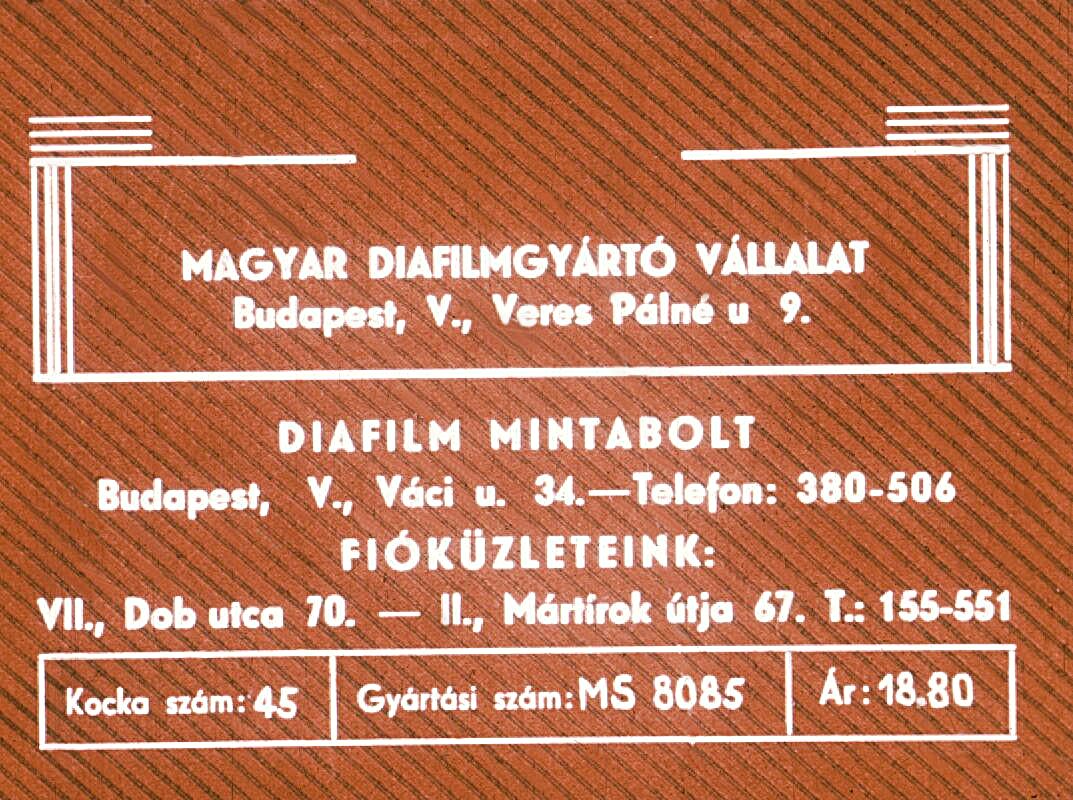 MAGYAR DIAFILMGYÁRTÓ VÁLLALAT
Budapest, V., Veres Pálné u 9.
DIAFILM MINTABOLT
Budapest, V., Váci u. 34.—Telefon: 380-506
FIÓKÜZLETEINK:
VII., Dob utca 70. — II., Mártírok útja 67. T.: 155-551
Kocka szám: 45 Gyártási szám: MS 8085 Ár: 18.80